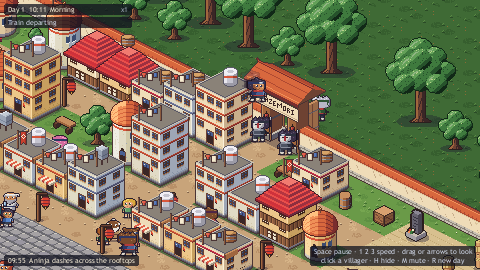 Day 1 10:11 Morning x1
Train departing
09:55 A ninja dashes across the rooftops
Space pause · 1 2 3 speed · drag or arrows to look
click a villager · H hide · M mute · R new day